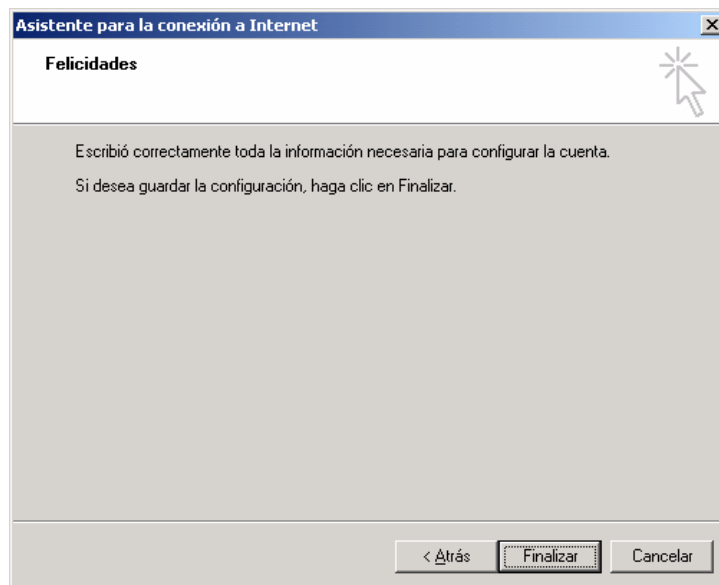 Asistente para la conexión a Internet
Felicidades
Escribió correctamente toda la información necesaria para configurar la cuenta.
Si desea guardar la configuración, haga clic en Finalizar.
< Atrás Finalizar Cancelar